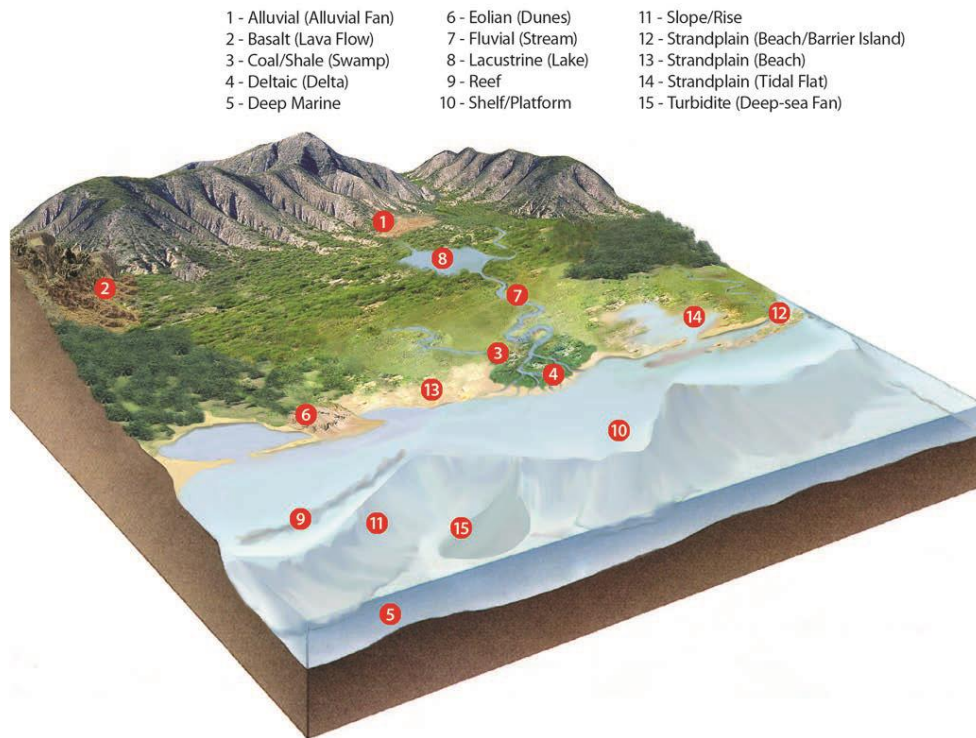 1 - Alluvial (Alluvial Fan)
2 - Basalt (Lava Flow)
3 - Coal/Shale (Swamp)
4 - Deltaic (Delta)
5 - Deep Marine
6 - Eolian (Dunes)
7 - Fluvial (Stream)
8 - Lacustrine (Lake)
9 - Reef
10 - Shelf/Platform
11 - Slope/Rise
12 - Strandplain (Beach/Barrier Island)
13 - Strandplain (Beach)
14 - Strandplain (Tidal Flat)
15 - Turbidite (Deep-sea Fan)
1
8
2
7
14
12
3
4
13
6
10
9
11
15
5